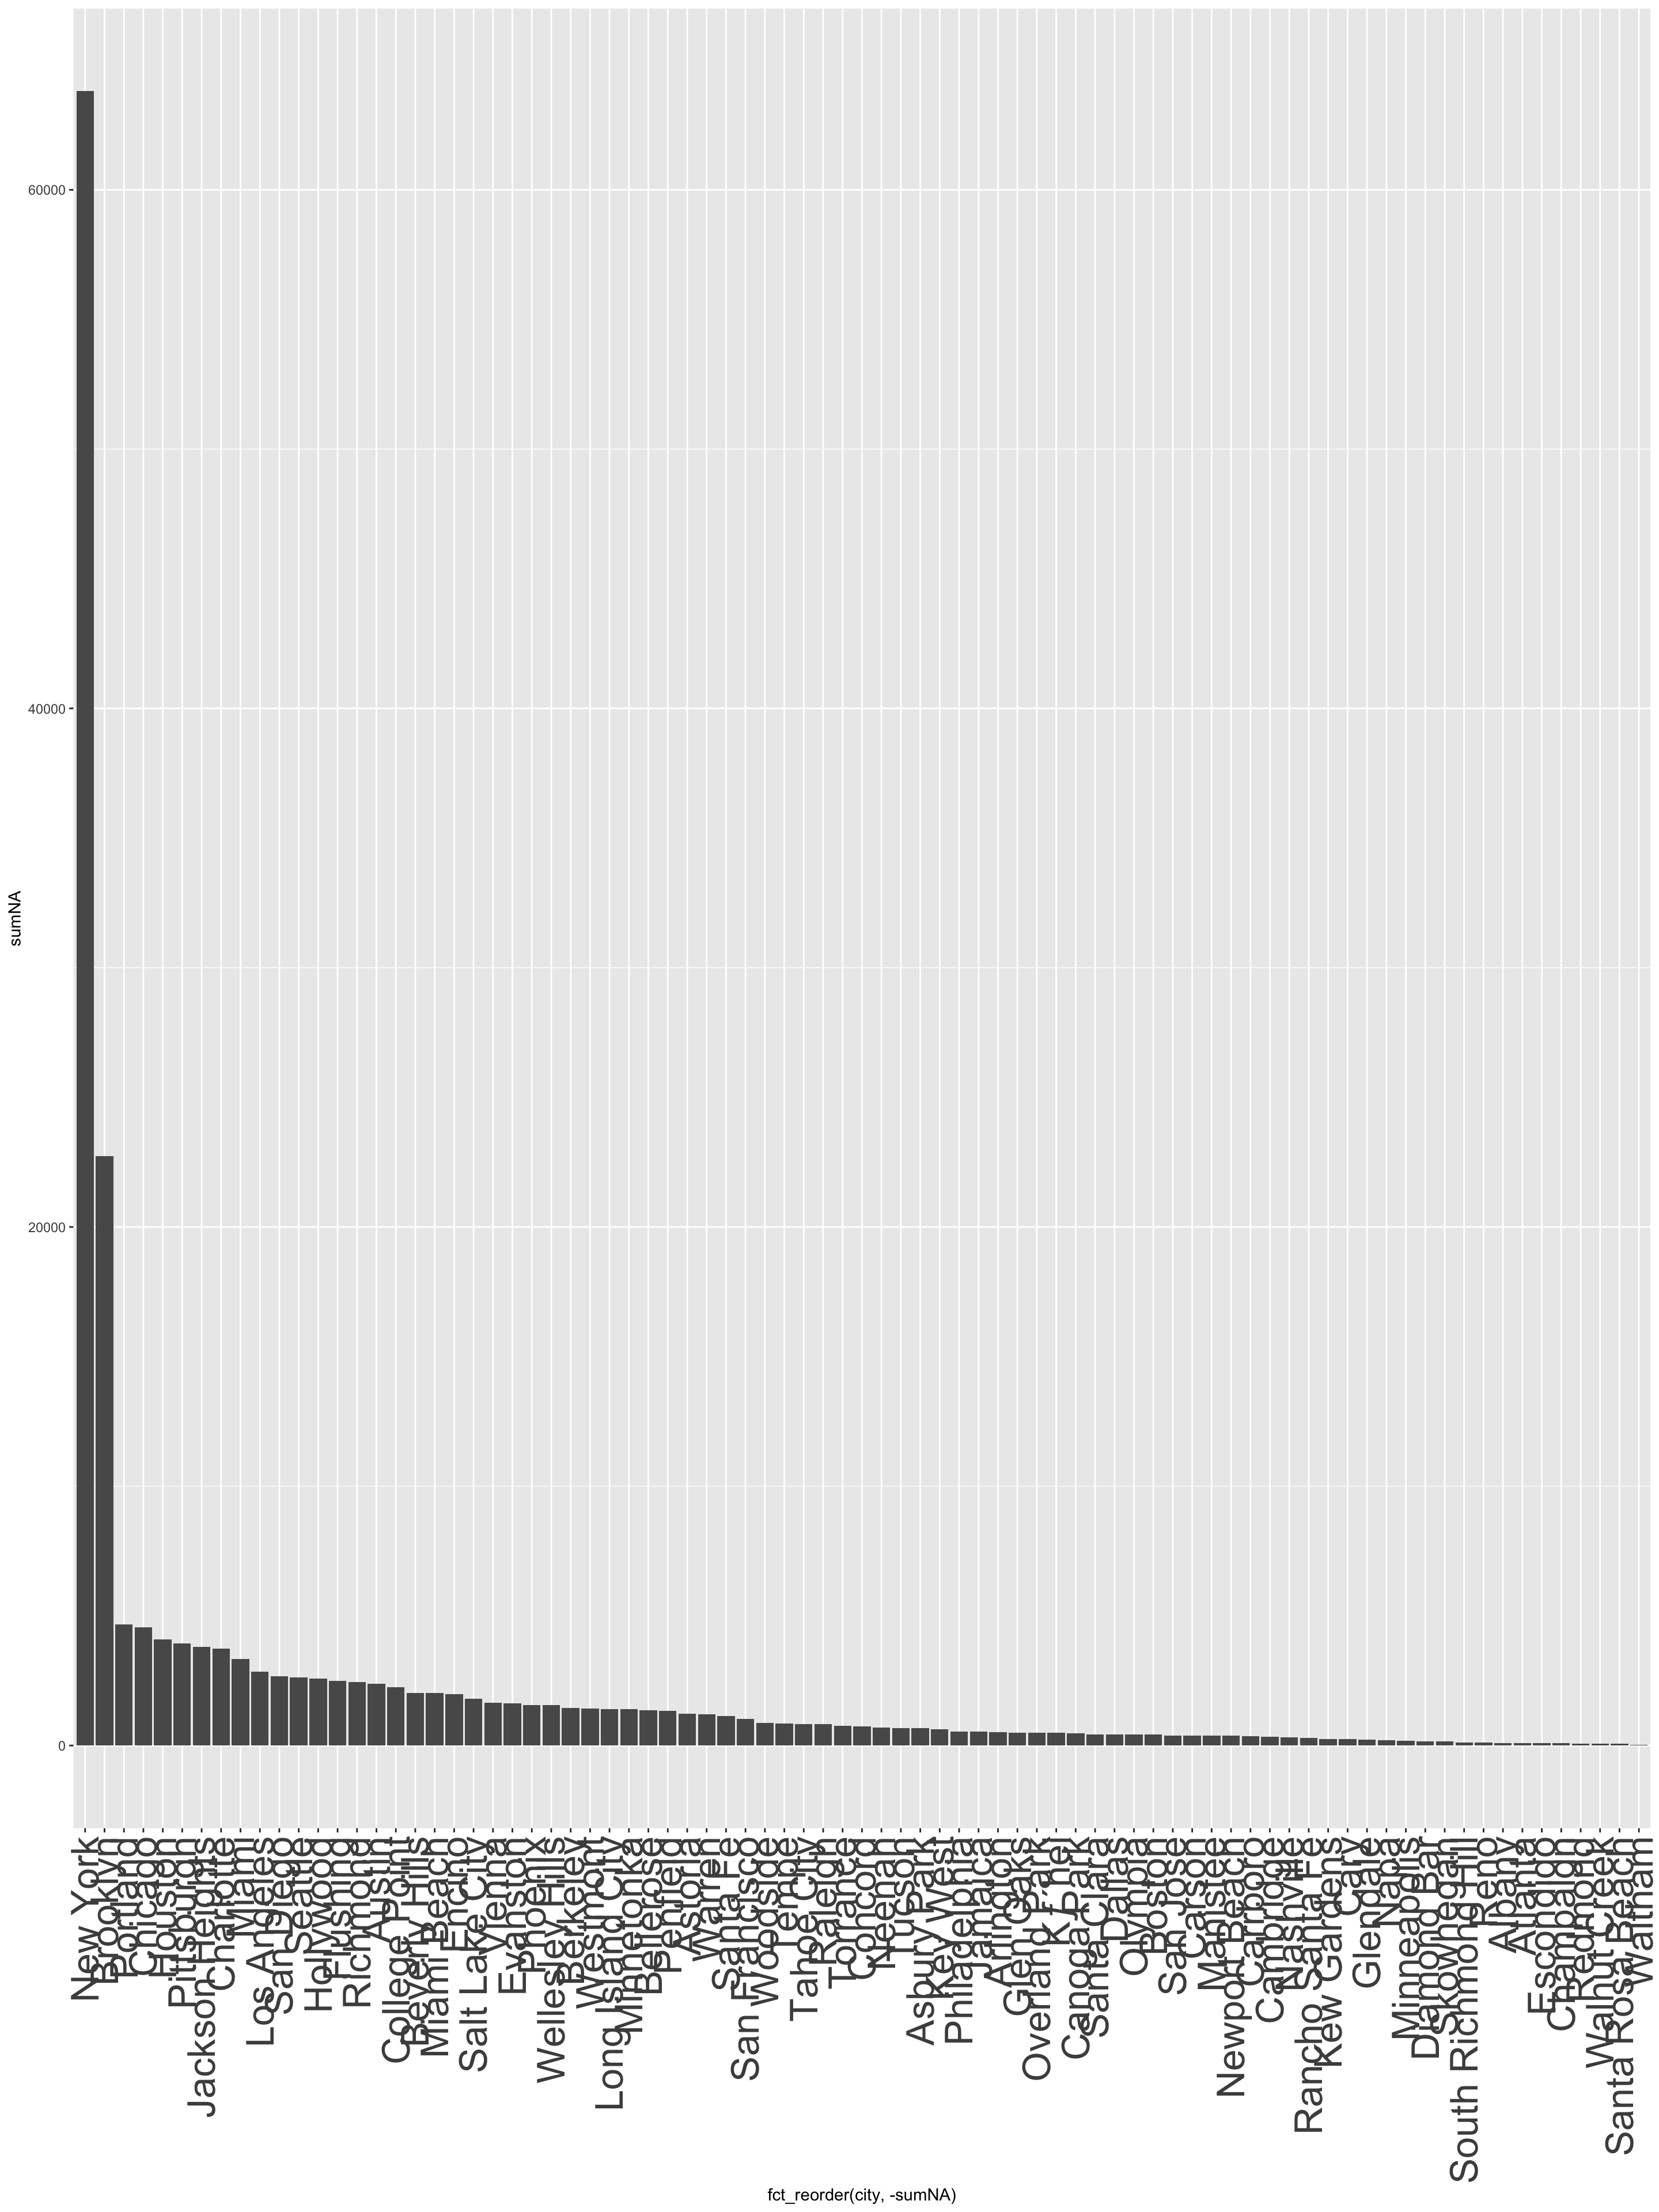 60000
40000
20000
0
sumNA
New York
Brooklyn
Portland
Chicago
Houston
Pittsburgh
Jackson Heights
Charlotte
Miami
Los Angeles
San Diego
Seattle
Hollywood
Flushing
Richmond
Austin
College Point
Beverly Hills
Miami Beach
Encino
Salt Lake City
Vienna
Evanston
Phoenix
Wellesley Hills
Berkeley
Westmont
Long Island City
Minnetonka
Bellerose
Penfield
Astoria
Warren
Santa Fe
San Francisco
Woodside
Temple
Tahoe City
Raleigh
Torrance
Concord
Neenah
Tucson
Asbury Park
Key West
Philadelphia
Jamaica
Arlington
Glen Oaks
Overland Park
Canoga Park
Santa Clara
Dallas
Olympia
Boston
San Jose
Carson
Manistee
Newport Beach
Carrboro
Cambridge
Nashville
Rancho Santa Fe
Kew Gardens
Cary
Glendale
Napa
Minneapolis
Diamond Bar
Skowhegan
South Richmond Hill
Reno
Albany
Atlanta
Escondido
Champaign
Redmond
Walnut Creek
Santa Rosa Beach
Waltham
fct_reorder(city, -sumNA)